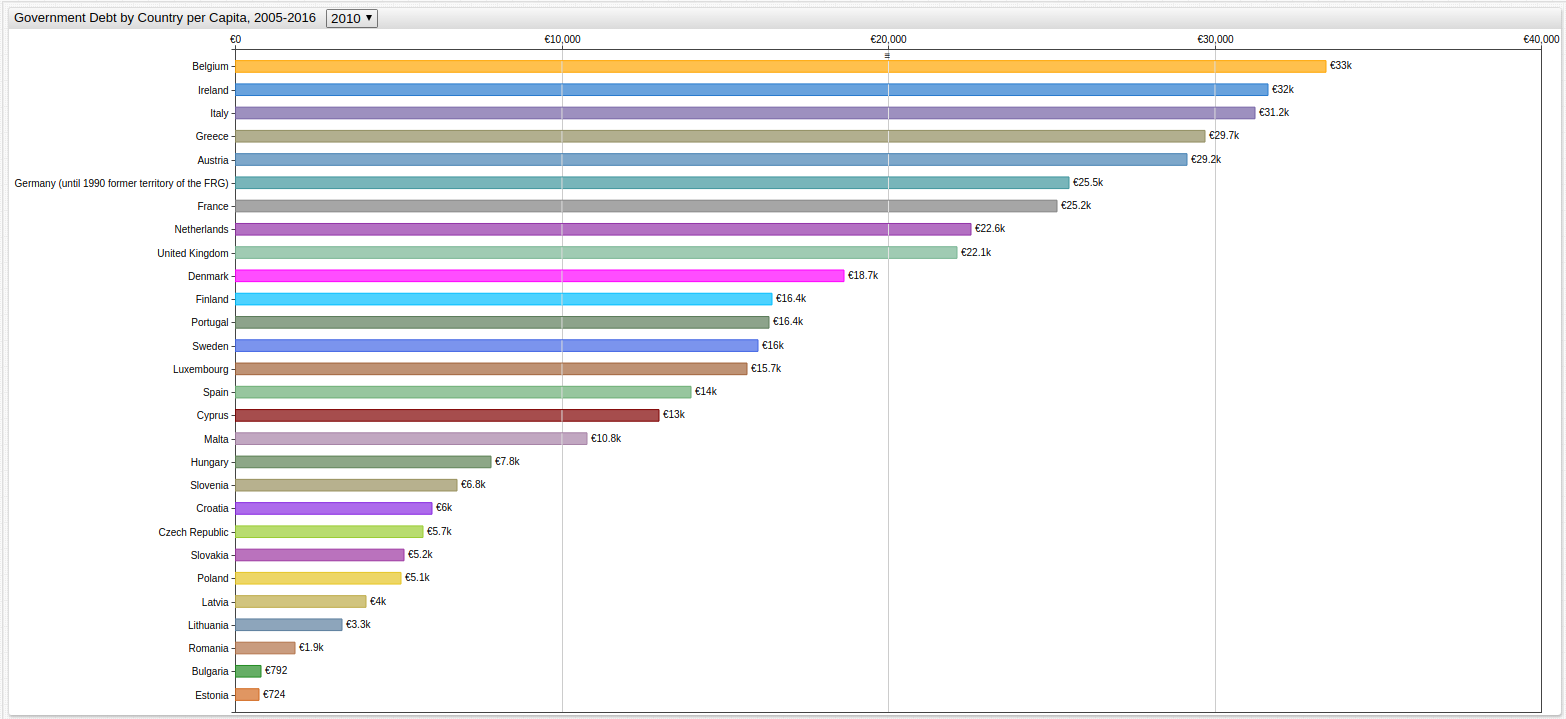 Government Debt by Country per Capita, 2005-2016 2010 ▼
€0 €10,000 €20,000 €30,000 €40,000
Belgium €33k
Ireland €32k
Italy €31.2k
Greece €29.7k
Austria €29.2k
Germany (until 1990 former territory of the FRG) €25.5k
France €25.2k
Netherlands €22.6k
United Kingdom €22.1k
Denmark €18.7k
Finland €16.4k
Portugal €16.4k
Sweden €16k
Luxembourg €15.7k
Spain €14k
Cyprus €13k
Malta €10.8k
Hungary €7.8k
Slovenia €6.8k
Croatia €6k
Czech Republic €5.7k
Slovakia €5.2k
Poland €5.1k
Latvia €4k
Lithuania €3.3k
Romania €1.9k
Bulgaria €792
Estonia €724